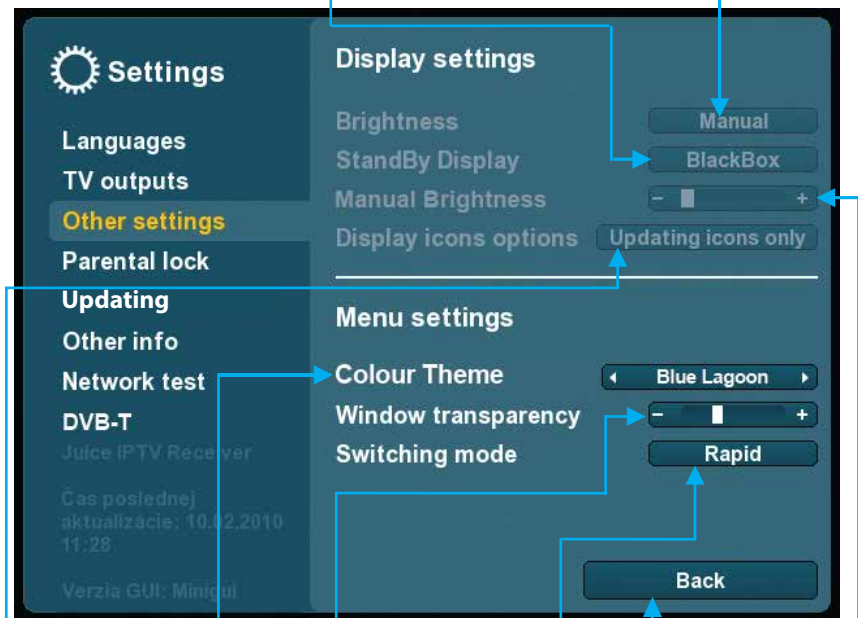 Settings
Languages
TV outputs
Other settings
Parental lock
Updating
Other info
Network test
DVB-T
Juice IPTV Receiver
Čas poslednej
aktualizácie: 10.02.2010
11:28
Verzia GUI: Minigui
Display settings
Brightness Manual
StandBy Display BlackBox
Manual Brightness - +
Display icons options Updating icons only
Menu settings
Colour Theme Blue Lagoon
Window transparency - +
Switching mode Rapid
Back